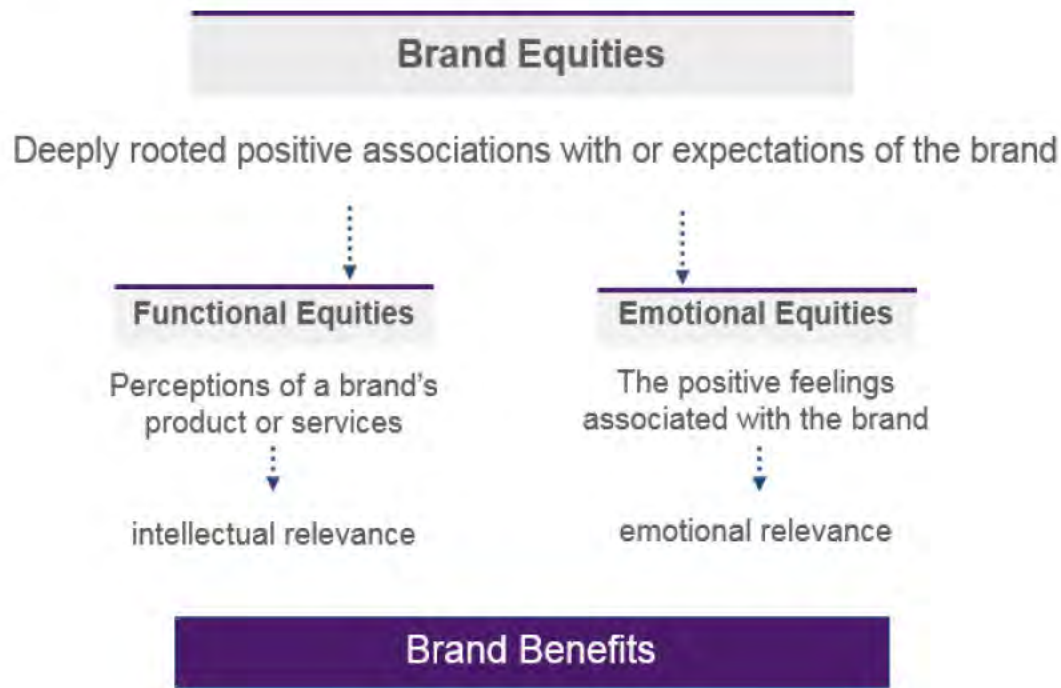 Brand Equities
Deeply rooted positive associations with or expectations of the brand
Functional Equities
Perceptions of a brand’s
product or services
intellectual relevance
Emotional Equities
The positive feelings
associated with the brand
emotional relevance
Brand Benefits